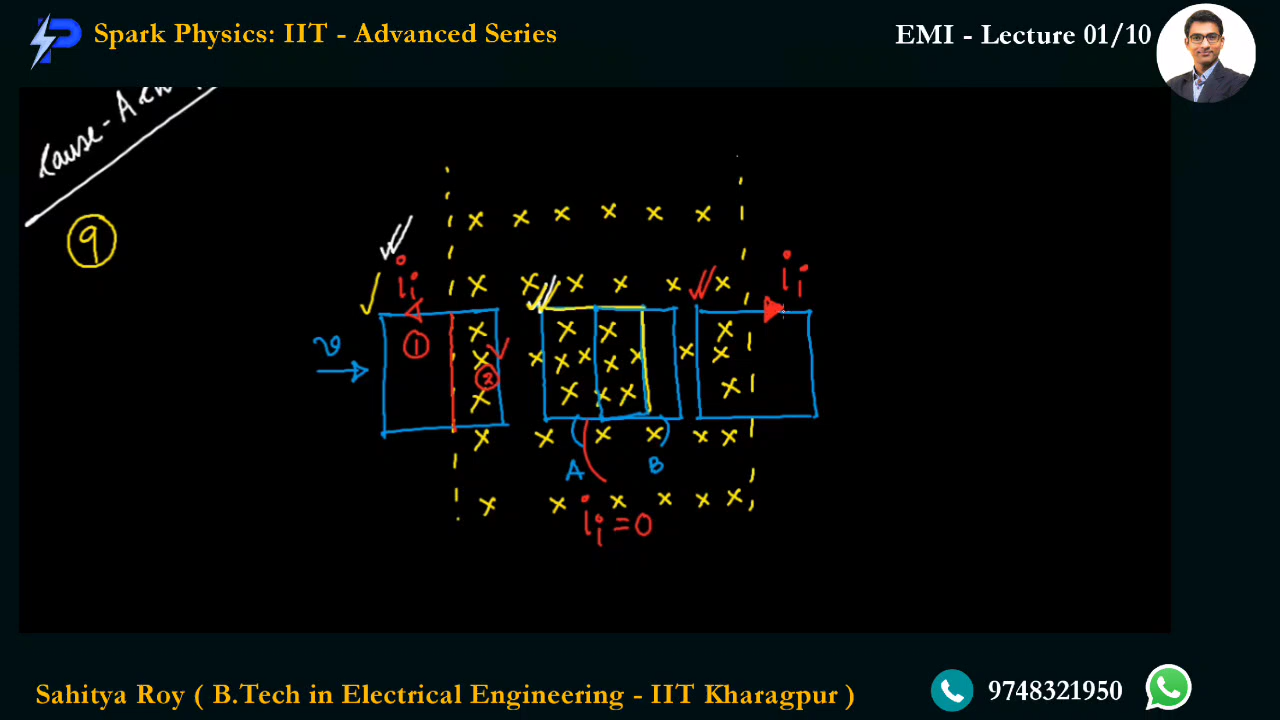 Spark Physics: IIT - Advanced Series
EMI - Lecture 01/10
Cause -
9
i i
i i
v
1
2
A
B
i i = 0
Sahitya Roy ( B.Tech in Electrical Engineering - IIT Kharagpur )
9748321950